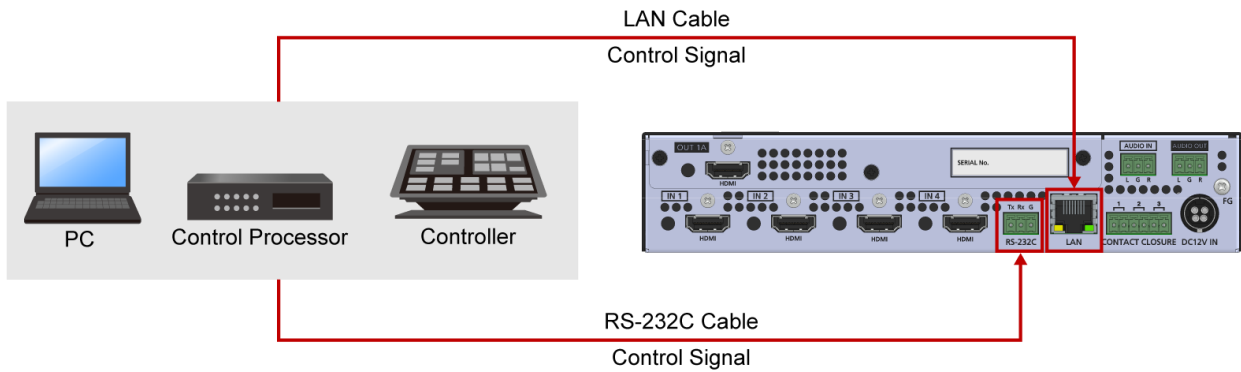 LAN Cable
Control Signal
PC
Control Processor
Controller
OUT 1A
HDMI
SERIAL No.
AUDIO IN
AUDIO OUT
L G R
L G R
FG
IN 1
IN 2
IN 3
IN 4
HDMI
HDMI
HDMI
HDMI
Tx Rx G
RS-232C
LAN
1 2 3
CONTACT CLOSURE
DC12V IN
RS-232C Cable
Control Signal